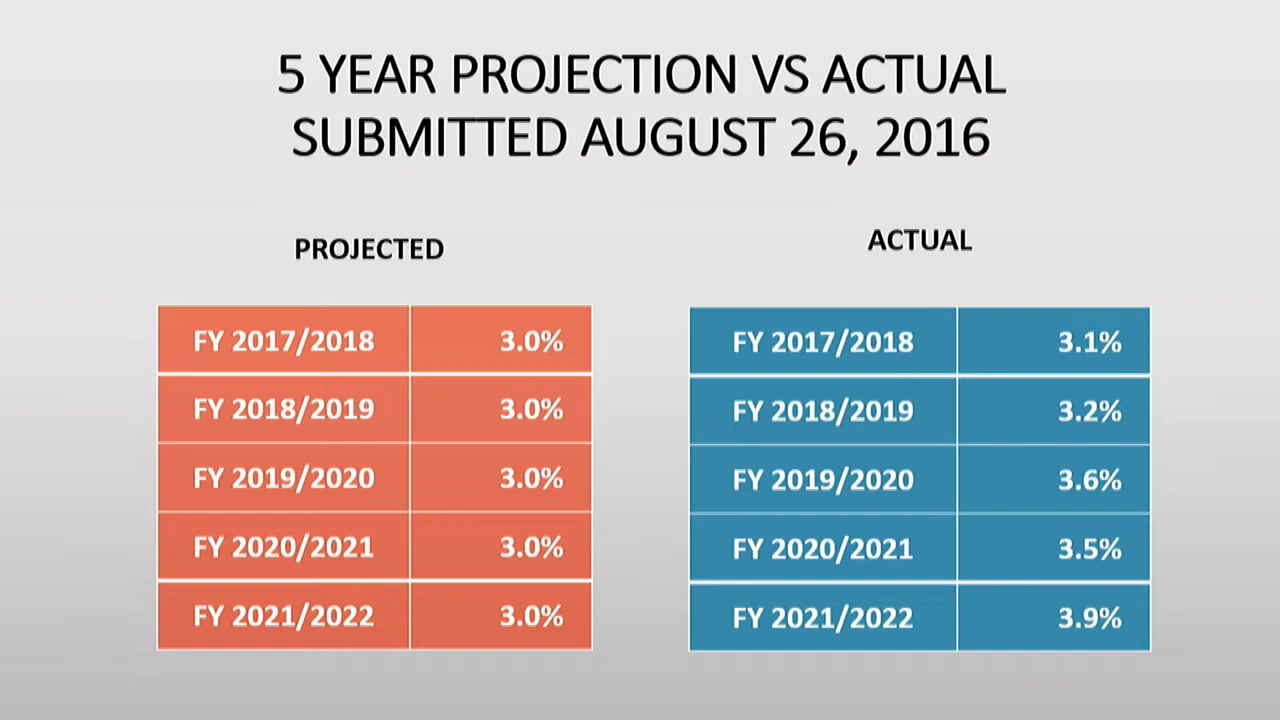 5 YEAR PROJECTION VS ACTUAL
SUBMITTED AUGUST 26, 2016
PROJECTED
FY 2017/2018 3.0%
FY 2018/2019 3.0%
FY 2019/2020 3.0%
FY 2020/2021 3.0%
FY 2021/2022 3.0%
ACTUAL
FY 2017/2018 3.1%
FY 2018/2019 3.2%
FY 2019/2020 3.6%
FY 2020/2021 3.5%
FY 2021/2022 3.9%